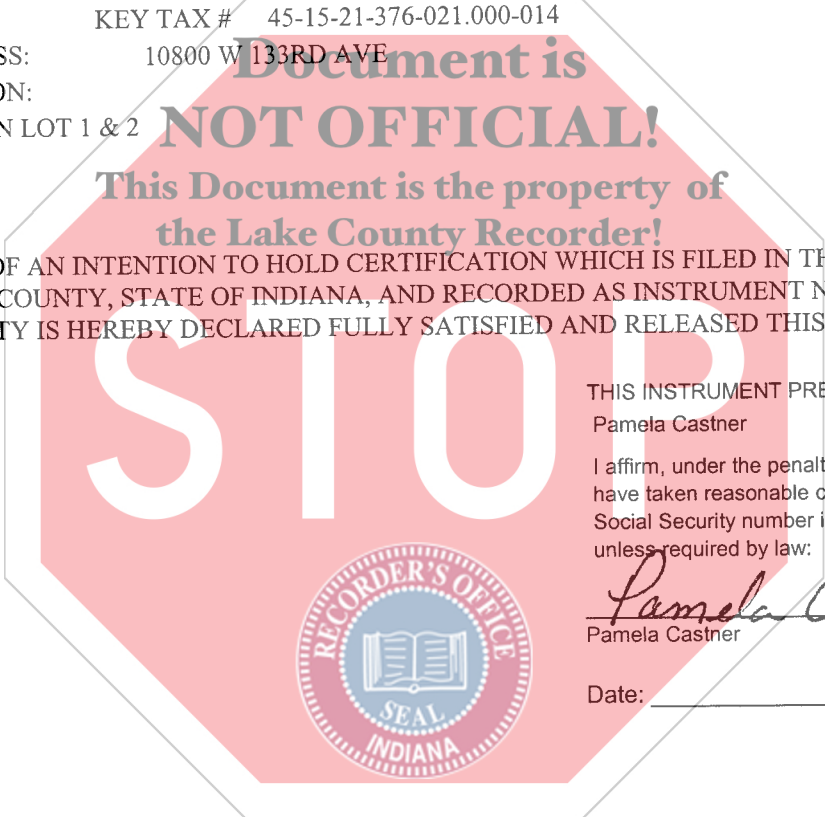 KEY TAX # 45-15-21-376-021.000-014
SS: 10800 W 133RD AVE
ON:
N LOT 1 & 2
Document is
NOT OFFICIAL!
This Document is the property of
the Lake County Recorder!
OF AN INTENTION TO HOLD CERTIFICATION WHICH IS FILED IN TH
COUNTY, STATE OF INDIANA, AND RECORDED AS INSTRUMENT N
TY IS HEREBY DECLARED FULLY SATISFIED AND RELEASED THIS
STOP
THIS INSTRUMENT PRE
Pamela Castner
I affirm, under the penalt
have taken reasonable c
Social Security number i
unless required by law:
Pamela C
Pamela Castner
Date:
RECORDER'S OFFICE
SEAL
INDIANA